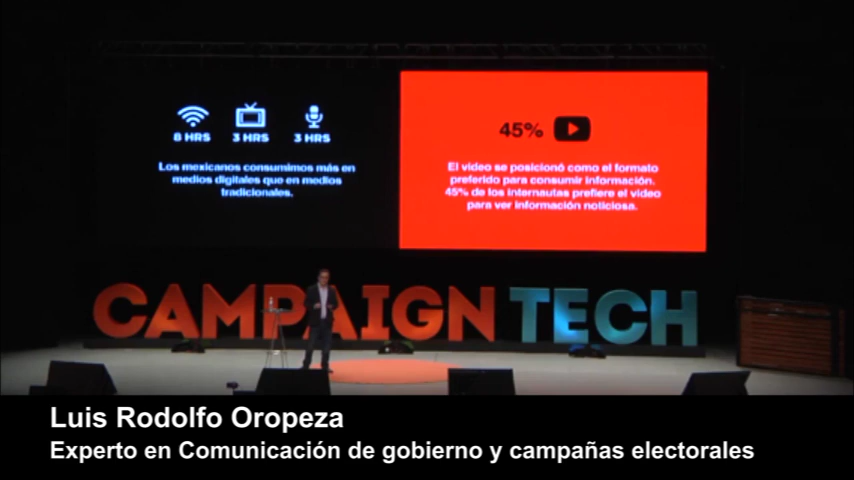 8 HRS 3 HRS 3 HRS
Los mexicanos consumimos más en
medios digitales que en medios
tradicionales.
45%
El video se posicionó como el formato
preferido para consumir información.
45% de los internautas prefiere el video
para ver información noticiosa.
CAMPAIGN TECH
Luis Rodolfo Oropeza
Experto en Comunicación de gobierno y campañas electorales